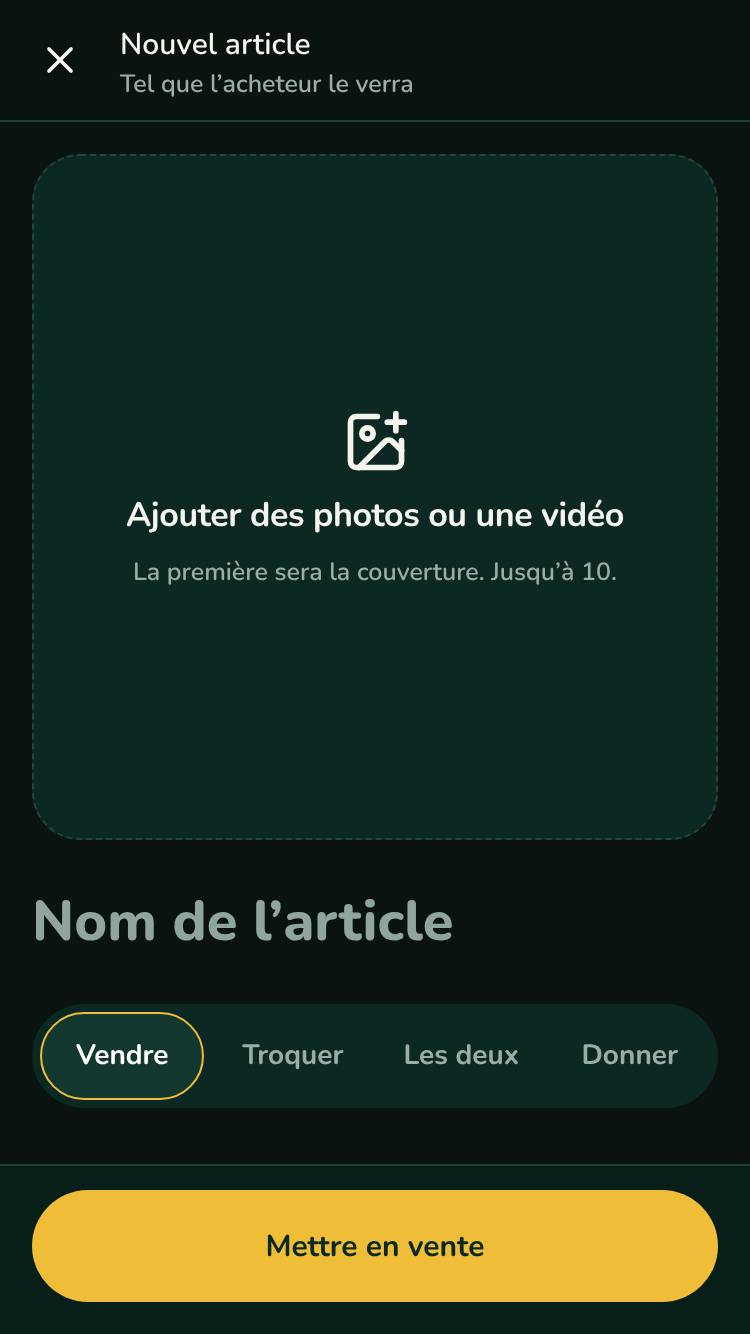 Nouvel article
Tel que l’acheteur le verra
Ajouter des photos ou une vidéo
La première sera la couverture. Jusqu’à 10.
Nom de l’article
Vendre
Troquer
Les deux
Donner
Mettre en vente